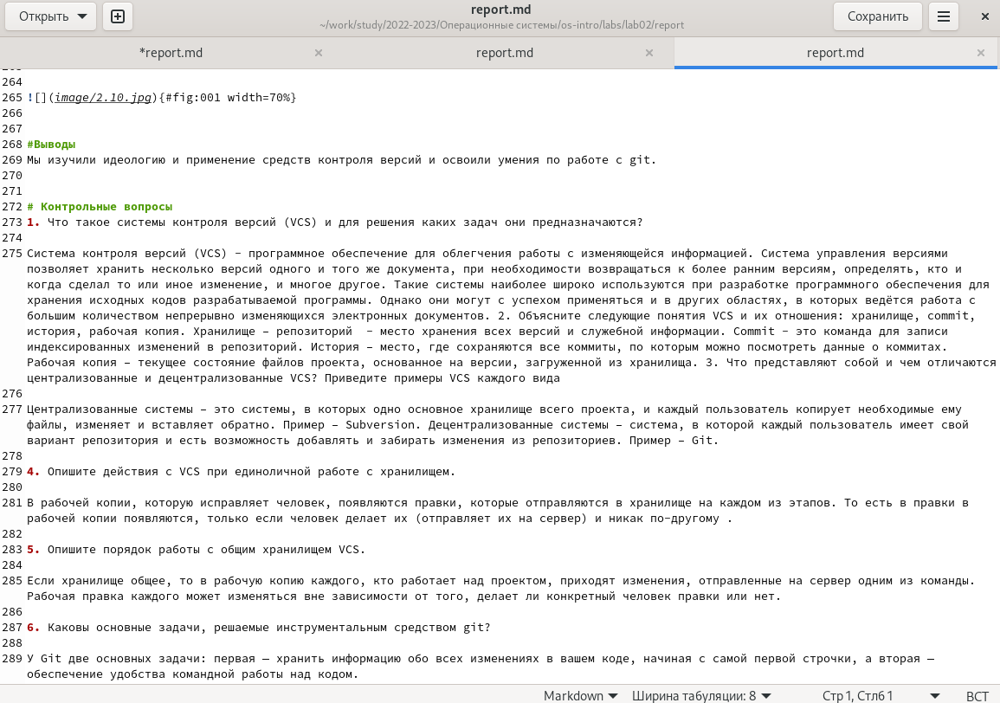 Открыть
report.md
~/work/study/2022-2023/Операционные системы/os-intro/labs/lab02/report
Сохранить
*report.md
report.md
report.md
264
265 ![](image/2.10.jpg){#fig:001 width=70%}
266
267
268 #Выводы
269 Мы изучили идеологию и применение средств контроля версий и освоили умения по работе с git.
270
271
272 # Контрольные вопросы
273 1. Что такое системы контроля версий (VCS) и для решения каких задач они предназначаются?
274
275 Система контроля версий (VCS) - программное обеспечение для облегчения работы с изменяющейся информацией. Система управления версиями
позволяет хранить несколько версий одного и того же документа, при необходимости возвращаться к более ранним версиям, определять, кто и
когда сделал то или иное изменение, и многое другое. Такие системы наиболее широко используются при разработке программного обеспечения для
хранения исходных кодов разрабатываемой программы. Однако они могут с успехом применяться и в других областях, в которых ведётся работа с
большим количеством непрерывно изменяющихся электронных документов. 2. Объясните следующие понятия VCS и их отношения: хранилище, commit,
история, рабочая копия. Хранилище – репозиторий  - место хранения всех версий и служебной информации. Commit - это команда для записи
индексированных изменений в репозиторий. История – место, где сохраняются все коммиты, по которым можно посмотреть данные о коммитах.
Рабочая копия – текущее состояние файлов проекта, основанное на версии, загруженной из хранилища. 3. Что представляют собой и чем отличаются
централизованные и децентрализованные VCS? Приведите примеры VCS каждого вида
276
277 Централизованные системы – это системы, в которых одно основное хранилище всего проекта, и каждый пользователь копирует необходимые ему
файлы, изменяет и вставляет обратно. Пример – Subversion. Децентрализованные системы – система, в которой каждый пользователь имеет свой
вариант репозитория и есть возможность добавлять и забирать изменения из репозиториев. Пример – Git.
278
279 4. Опишите действия с VCS при единоличной работе с хранилищем.
280
281 В рабочей копии, которую исправляет человек, появляются правки, которые отправляются в хранилище на каждом из этапов. То есть в правки в
рабочей копии появляются, только если человек делает их (отправляет их на сервер) и никак по-другому .
282
283 5. Опишите порядок работы с общим хранилищем VCS.
284
285 Если хранилище общее, то в рабочую копию каждого, кто работает над проектом, приходят изменения, отправленные на сервер одним из команды.
Рабочая правка каждого может изменяться вне зависимости от того, делает ли конкретный человек правки или нет.
286
287 6. Каковы основные задачи, решаемые инструментальным средством git?
288
289 У Git две основных задачи: первая — хранить информацию обо всех изменениях в вашем коде, начиная с самой первой строчки, а вторая —
обеспечение удобства командной работы над кодом.
Markdown
Ширина табуляции: 8
Стр 1, Стлб 1
ВСТ